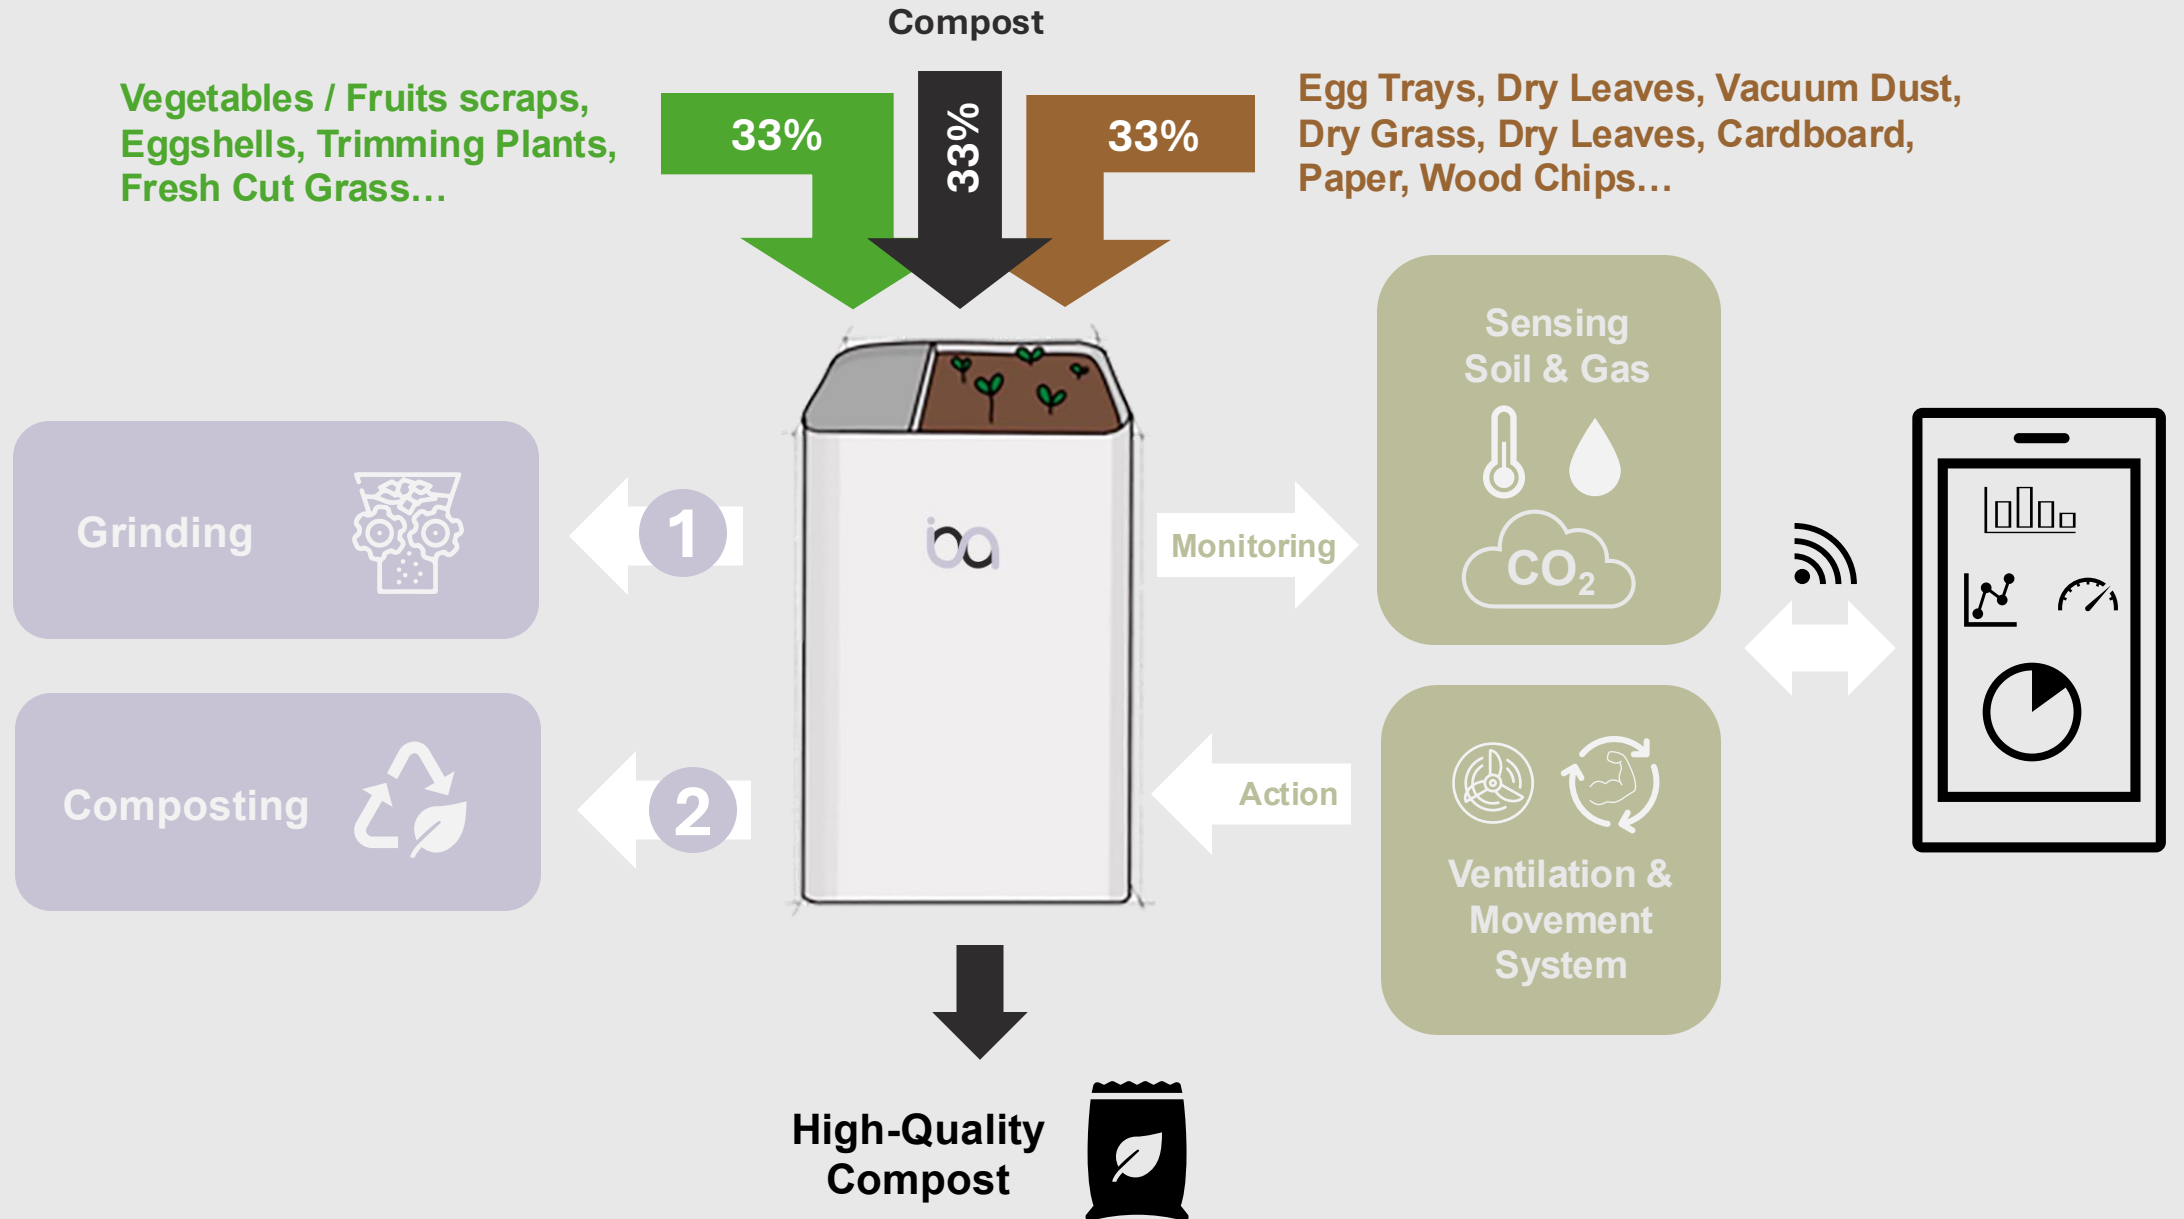 Compost
Vegetables / Fruits scraps,
Eggshells, Trimming Plants,
Fresh Cut Grass...
33%
33%
33%
Egg Trays, Dry Leaves, Vacuum Dust,
Dry Grass, Dry Leaves, Cardboard,
Paper, Wood Chips...
Sensing
Soil & Gas
CO₂
Grinding
1
Monitoring
Composting
2
Action
Ventilation &
Movement
System
High-Quality
Compost